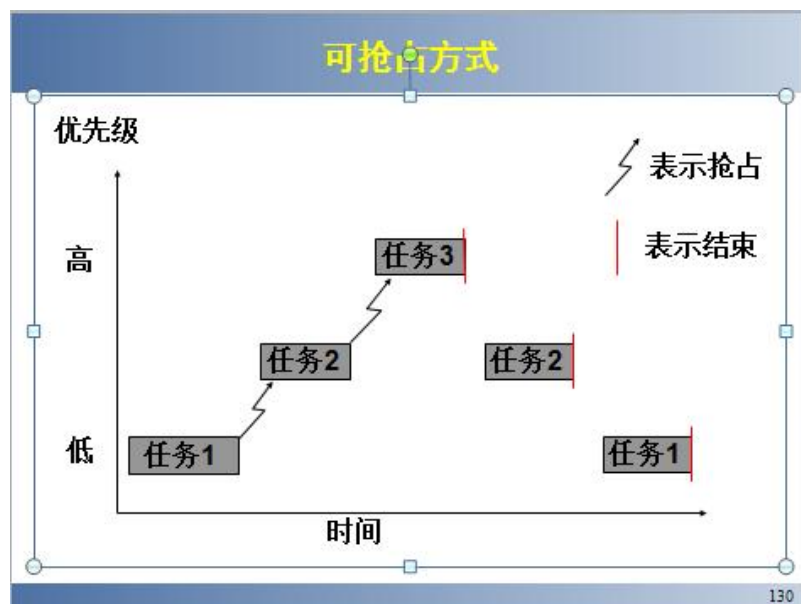 可抢占方式
优先级
表示抢占
高
任务3
表示结束
任务2
任务2
低
任务1
任务1
时间
130